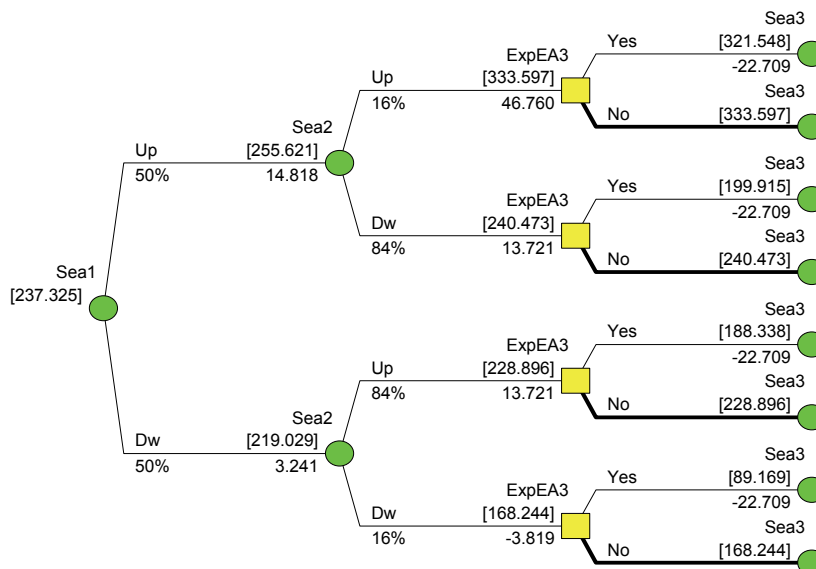 Sea3
Yes [321.548]
ExpEA3 -22.709
Up [333.597] Sea3
16% 46.760
No [333.597]
Sea2
Up [255.621]
50% 14.818
Sea3
Yes [199.915]
ExpEA3 -22.709
Dw [240.473] Sea3
84% 13.721
No [240.473]
Sea1
[237.325]
Sea3
Yes [188.338]
ExpEA3 -22.709
Up [228.896] Sea3
84% 13.721
No [228.896]
Sea2
Dw [219.029]
50% 3.241
Sea3
Yes [89.169]
ExpEA3 -22.709
Dw [168.244] Sea3
16% -3.819
No [168.244]